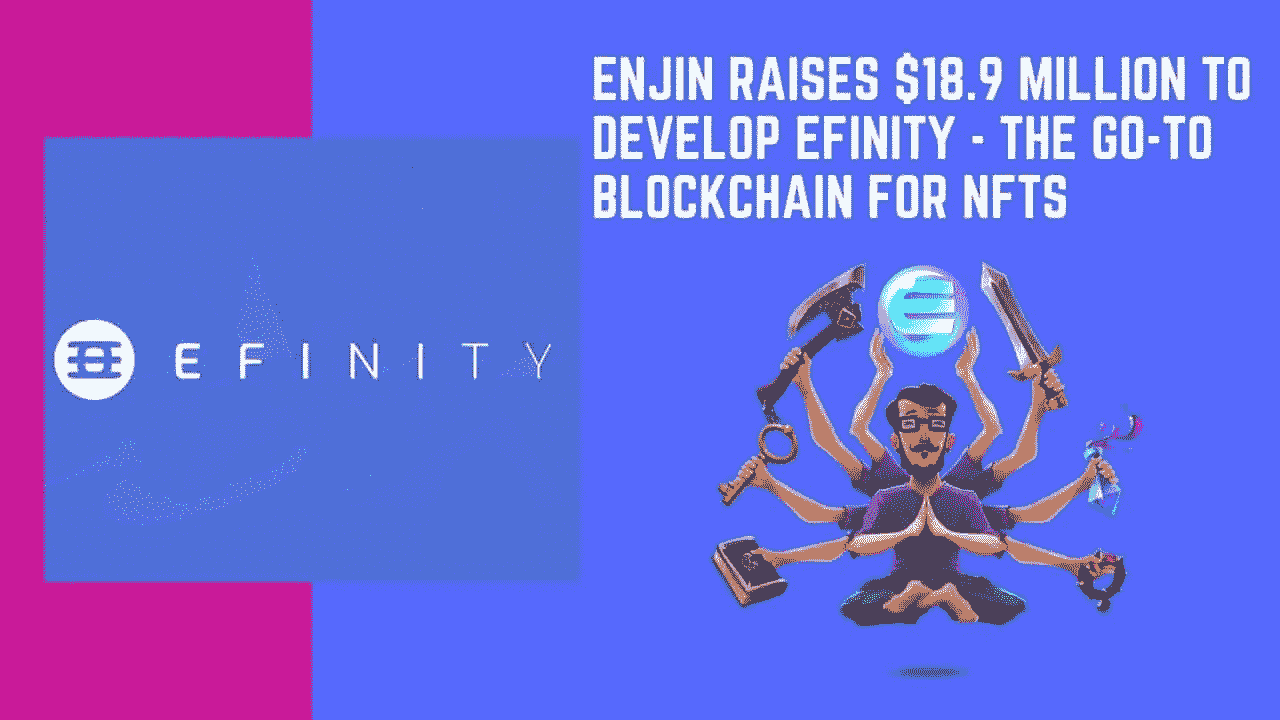 ENJIN RAISES $18.9 MILLION TO
DEVELOP EFINITY - THE GO-TO
BLOCKCHAIN FOR NFTS
EFINITY